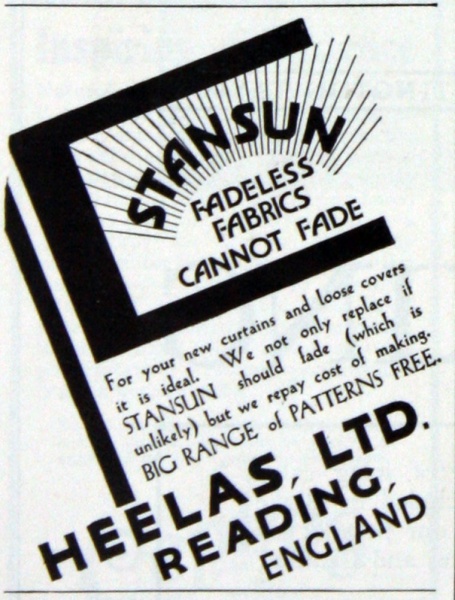 STANSUN
FADELESS
FABRICS
CANNOT FADE
For your new curtains and loose covers
it is ideal. We not only replace if
STANSUN should fade (which is
unlikely) but we repay cost of making.
BIG RANGE of PATTERNS FREE.
HEELAS, LTD.
READING,
ENGLAND